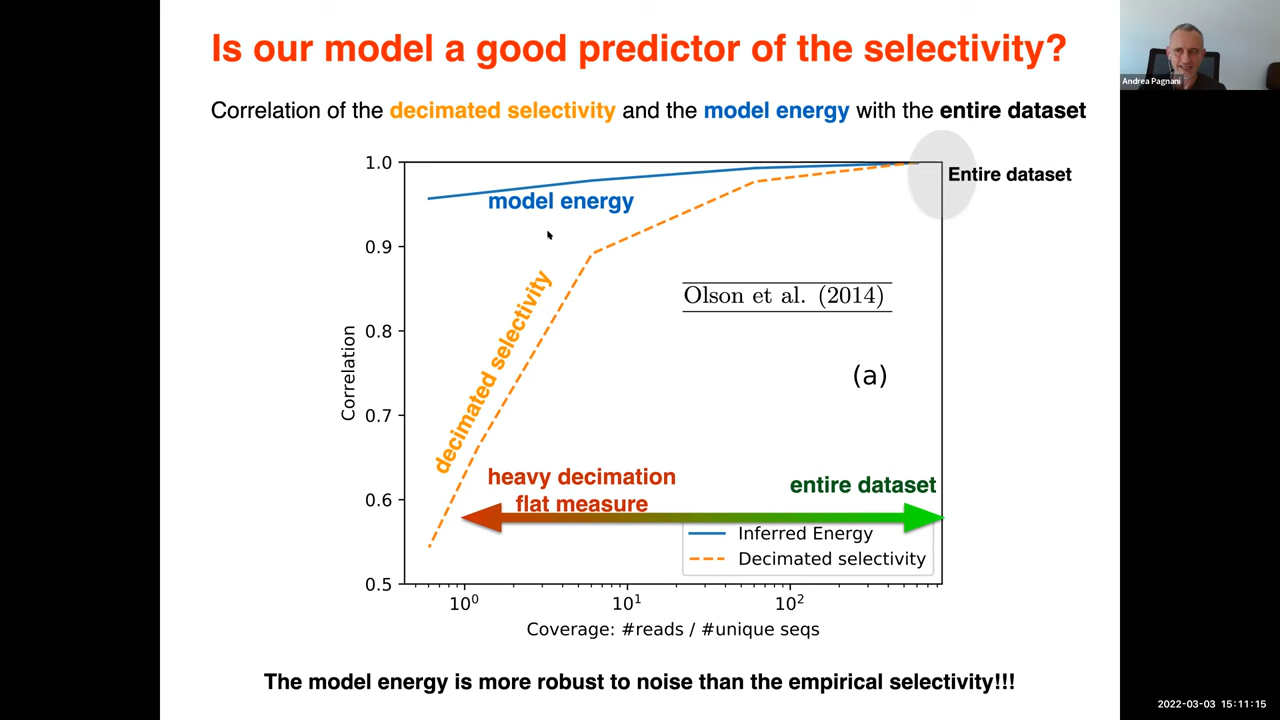 Is our model a good predictor of the selectivity?
Andrea Pagnani
Correlation of the decimated selectivity and the model energy with the entire dataset
1.0
0.9
0.8
0.7
0.6
0.5
Correlation
Entire dataset
model energy
decimated selectivity
Olson et al. (2014)
(a)
heavy decimation
flat measure
entire dataset
Inferred Energy
Decimated selectivity
10⁰ 10¹ 10²
Coverage: #reads / #unique seqs
The model energy is more robust to noise than the empirical selectivity!!!
2022-03-03 15:11:15